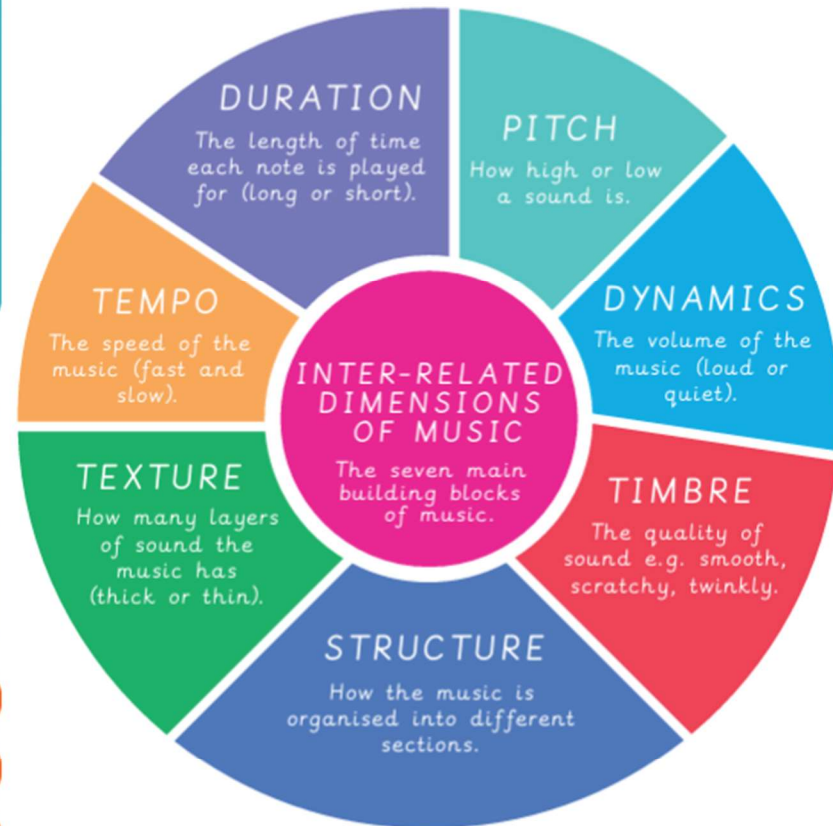 DURATION
The length of time
each note is played
for (long or short).
PITCH
How high or low
a sound is.
DYNAMICS
The volume of the
music (loud or
quiet).
TIMBRE
The quality of
sound e.g. smooth,
scratchy, twinkly.
STRUCTURE
How the music is
organised into different
sections.
TEXTURE
How many layers
of sound the
music has
(thick or thin).
TEMPO
The speed of the
music (fast and
slow).
INTER-RELATED
DIMENSIONS
OF MUSIC
The seven main
building blocks
of music.